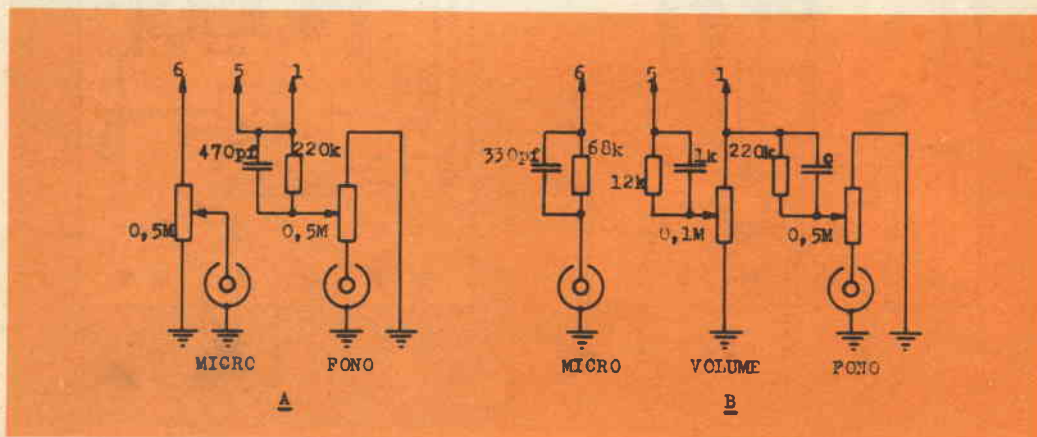 6 5 1 6 5 1
470pf 220k 330pf 68k 1k 220k c
12k
0,5M 0,5M 0,1M 0,5M
MICRO FONO MICRO VOLUME FONO
A B